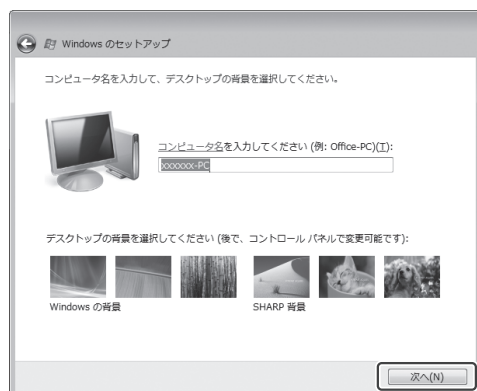 Windows のセットアップ
コンピュータ名を入力して、デスクトップの背景を選択してください。
コンピュータ名を入力してください (例: Office-PC)(T):
xxxxxx-PC
デスクトップの背景を選択してください (後で、コントロール パネルで変更可能です):
Windows の背景
SHARP 背景
次へ(N)